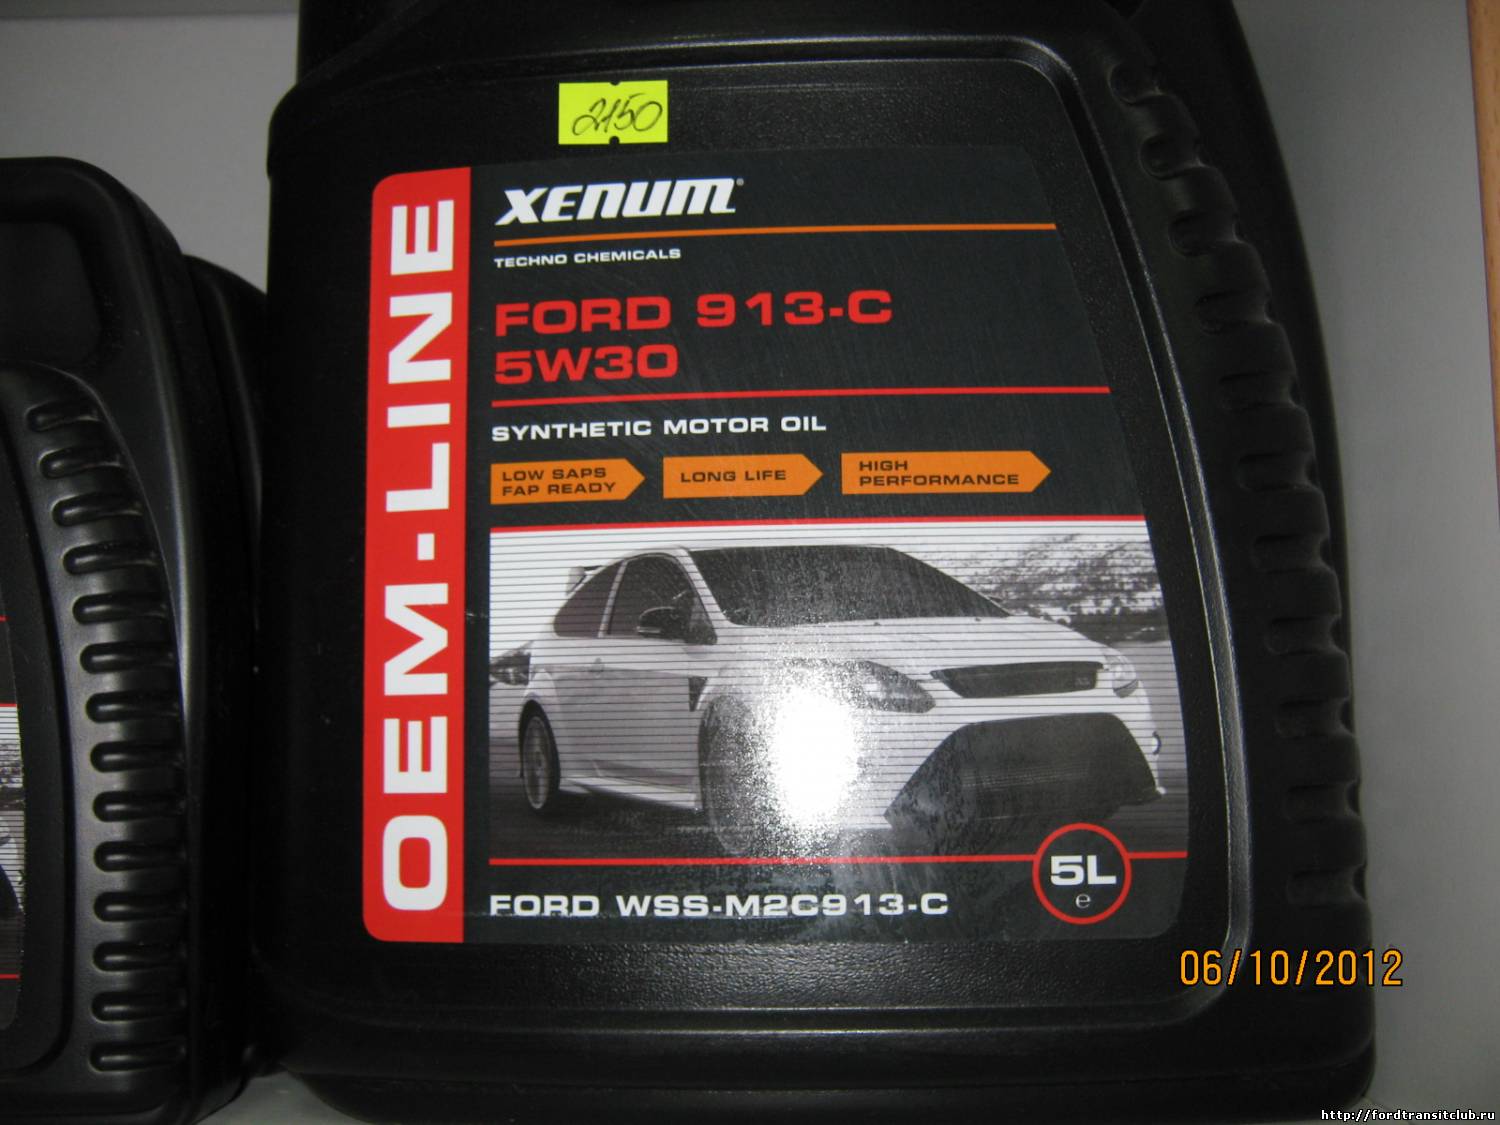 2150
XENUM®
TECHNO CHEMICALS
FORD 913-C
5W30
SYNTHETIC MOTOR OIL
LOW SAPS
FAP READY
LONG LIFE
HIGH
PERFORMANCE
OEM-LINE
5L
e
FORD WSS-M2C913-C
06/10/2012
http://fordtransitclub.ru